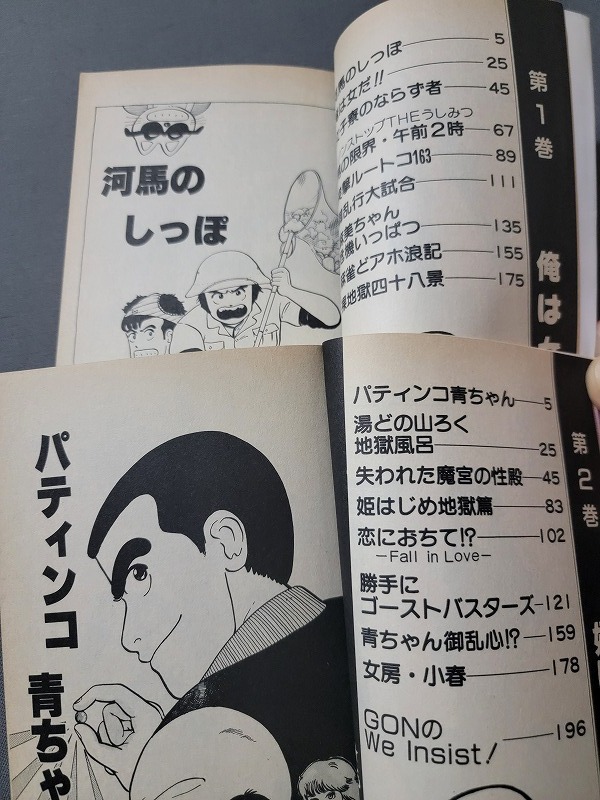 河馬の
しっぽ
馬のしっぽ 5
は女だ!! 25
子寮のならず者 45
ンストップTHEうしみつ
の限界・午前2時 67
撃ルートコ163 89
乱行大試合 111
美ちゃん
機いっぱつ 135
雀どアホ浪記 155
地獄四十八景 175
第1巻
俺は
パティンコ 青ちゃ
パティンコ青ちゃん 5
湯どの山ろく
地獄風呂 25
失われた魔宮の性殿 45
姫はじめ地獄篇 83
恋におちて!? 102
—Fall in Love—
勝手に
ゴーストバスターズ 121
青ちゃん御乱心!? 159
女房・小春 178
GONの
We Insist! 196
第2巻